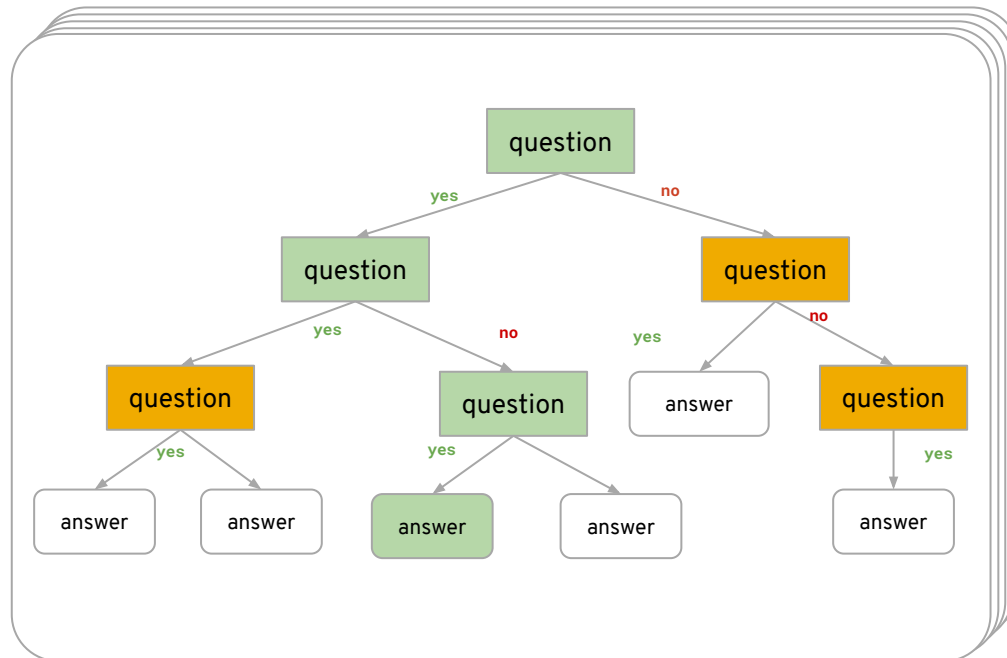 question
yes
no
question
question
yes
no
yes
no
question
question
answer
question
yes
yes
yes
answer
answer
answer
answer
answer